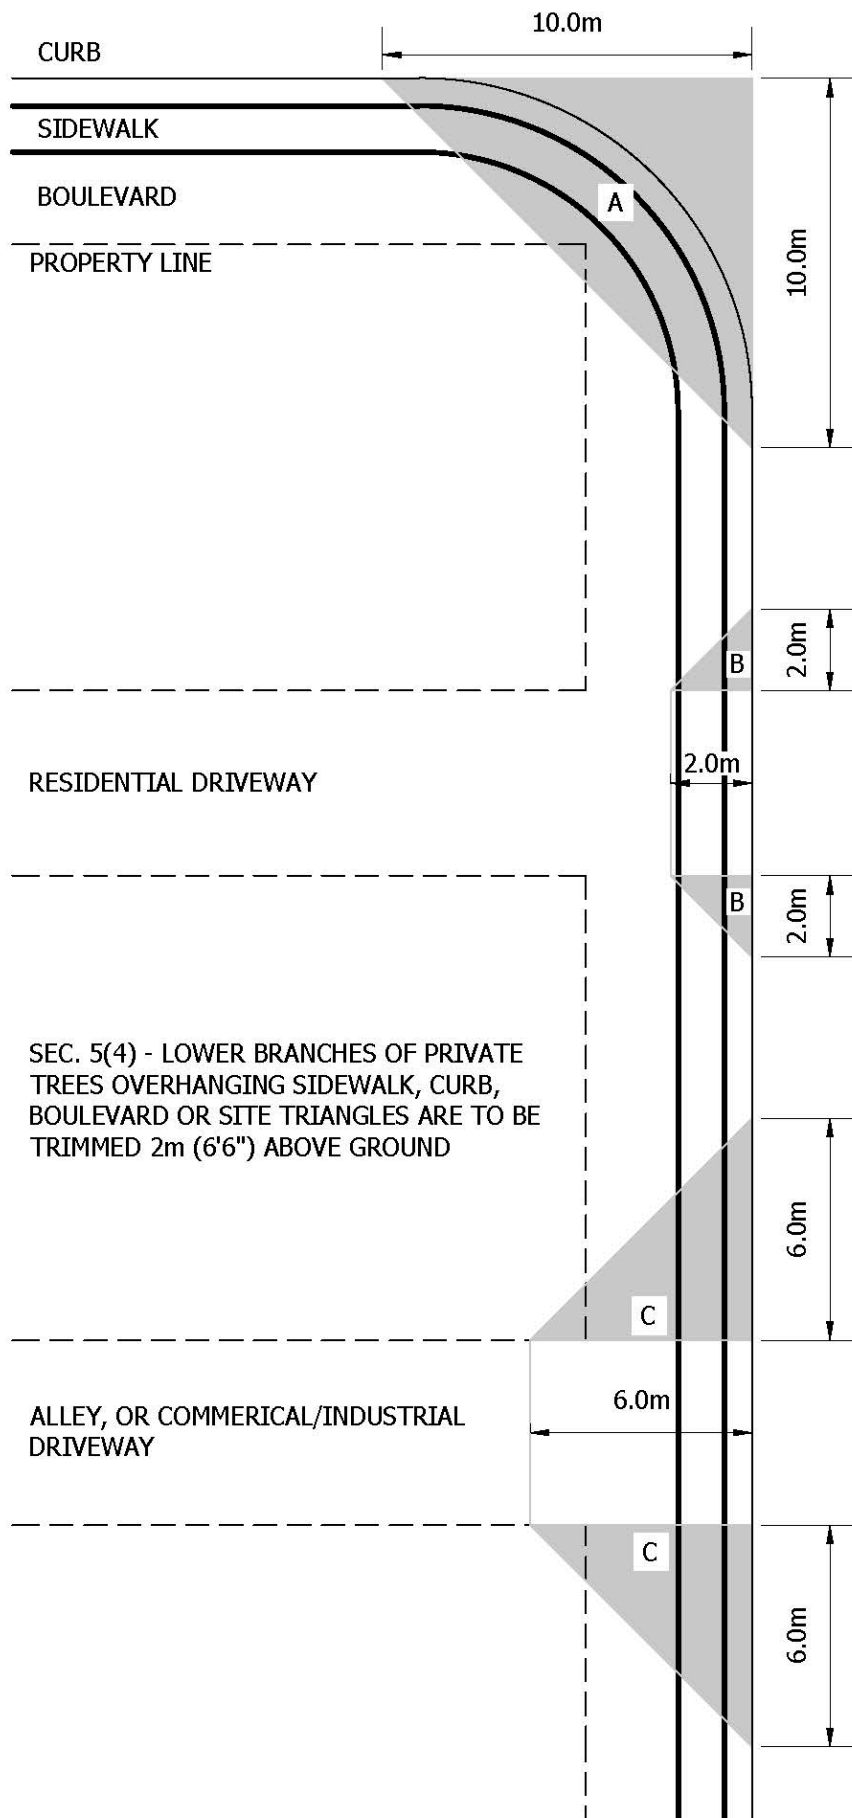 10.0m
CURB
SIDEWALK
A
BOULEVARD
10.0m
PROPERTY LINE
2.0m
B
2.0m
RESIDENTIAL DRIVEWAY
B
2.0m
SEC. 5(4) - LOWER BRANCHES OF PRIVATE
TREES OVERHANGING SIDEWALK, CURB,
BOULEVARD OR SITE TRIANGLES ARE TO BE
TRIMMED 2m (6'6") ABOVE GROUND
6.0m
C
6.0m
ALLEY, OR COMMERICAL/INDUSTRIAL
DRIVEWAY
C
6.0m